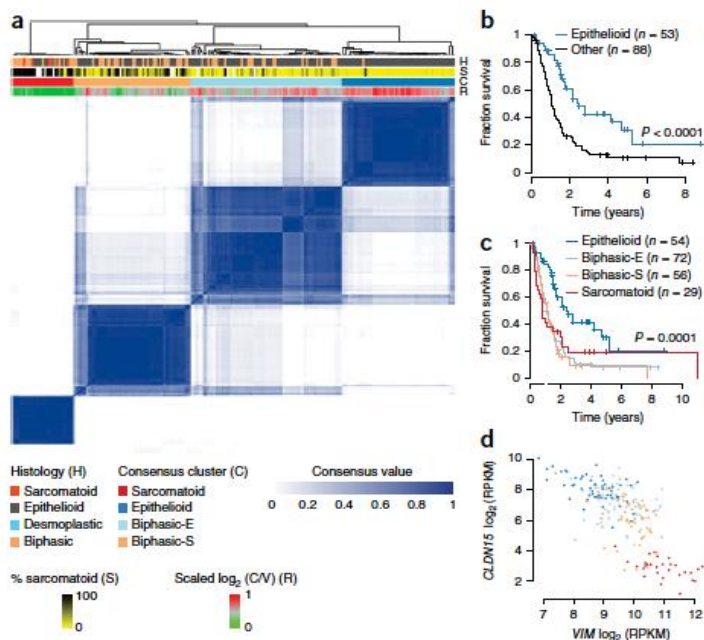 a
H
S
C
R
Histology (H)
Sarcomatoid
Epithelioid
Desmoplastic
Biphasic
Consensus cluster (C)
Sarcomatoid
Epithelioid
Biphasic-E
Biphasic-S
Consensus value
0 0.2 0.4 0.6 0.8 1
% sarcomatoid (S)
100
0
Scaled log2 (C/V) (R)
1
0
b
Epithelioid (n = 53)
Other (n = 88)
Fraction survival
1.0
0.8
0.6
0.4
0.2
0
P < 0.0001
0 2 4 6 8
Time (years)
c
Epithelioid (n = 54)
Biphasic-E (n = 72)
Biphasic-S (n = 56)
Sarcomatoid (n = 29)
Fraction survival
1.0
0.8
0.6
0.4
0.2
0
P = 0.0001
0 2 4 6 8 10
Time (years)
d
CLDN15 log2 (RPKM)
10
8
6
4
2
7 8 9 10 11 12
VIM log2 (RPKM)